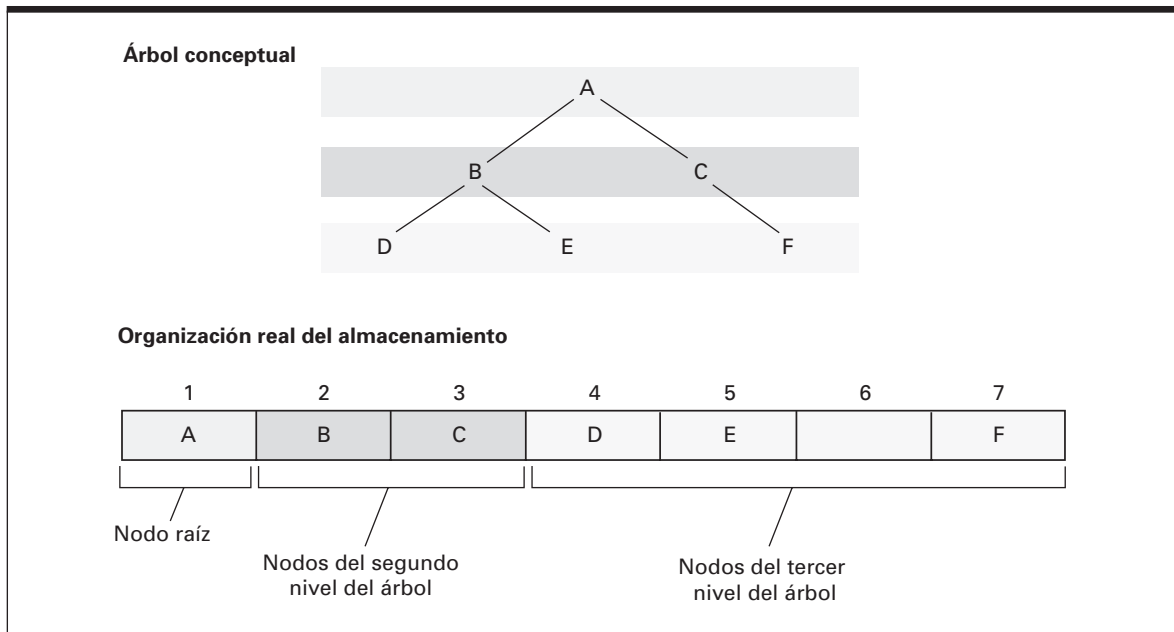 Árbol conceptual
A
B C
D E F
Organización real del almacenamiento
1 2 3 4 5 6 7
A B C D E F
Nodo raíz
Nodos del segundo
nivel del árbol
Nodos del tercer
nivel del árbol